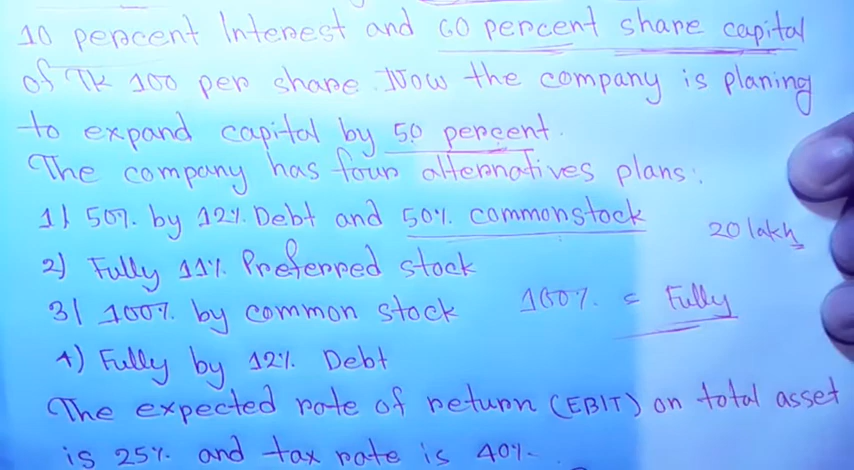 10 percent Interest and 60 percent share capital
of TK 100 per share. Now the company is planing
to expand capital by 50 percent.
The company has four alternatives plans:
1) 50% by 12% Debt and 50% common stock
20 lakh
2) Fully 11% Preferred stock
3) 100% by common stock 100% = Fully
4) Fully by 12% Debt
The expected rate of return (EBIT) on total asset
is 25% and tax rate is 40%